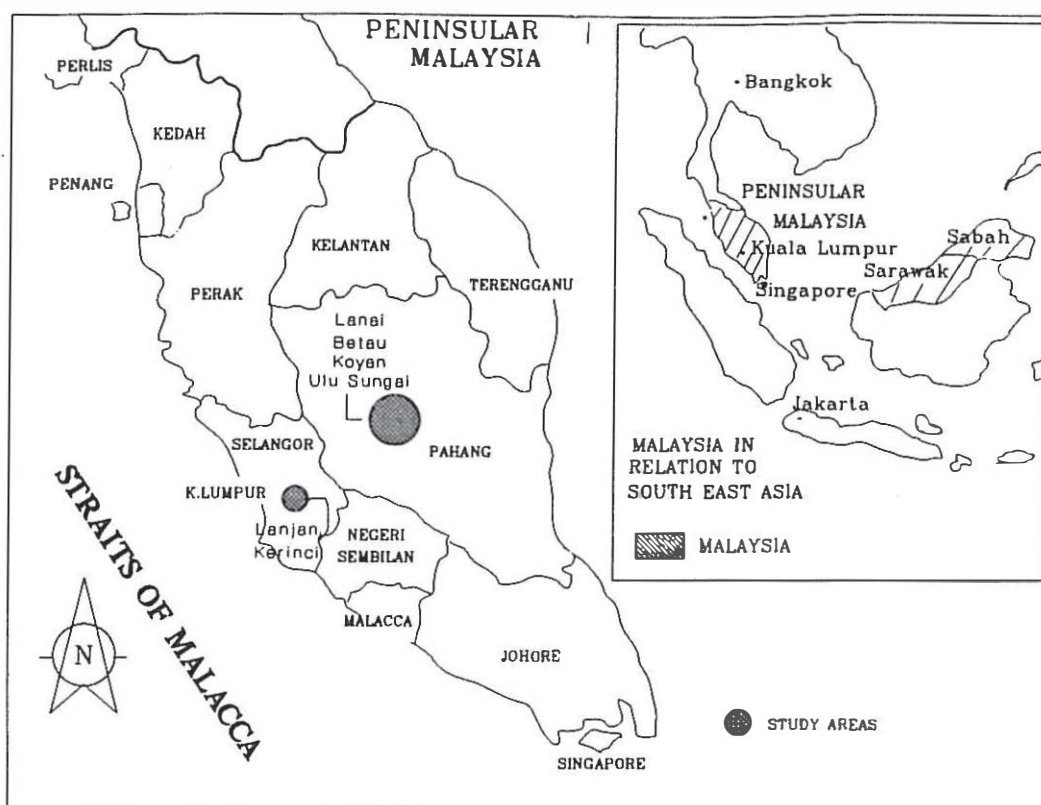 PENINSULAR
MALAYSIA
PERLIS
KEDAH
PENANG
KELANTAN
TERENGGANU
PERAK
Lanai
Betau
Koyan
Ulu Sungai
PAHANG
SELANGOR
K.LUMPUR
Lanjan
Kerinci
NEGERI
SEMBILAN
MALACCA
JOHORE
SINGAPORE
STRAITS OF MALACCA
N
STUDY AREAS
Bangkok
PENINSULAR
MALAYSIA
Kuala Lumpur
Singapore
Sabah
Sarawak
Jakarta
MALAYSIA IN
RELATION TO
SOUTH EAST ASIA
MALAYSIA